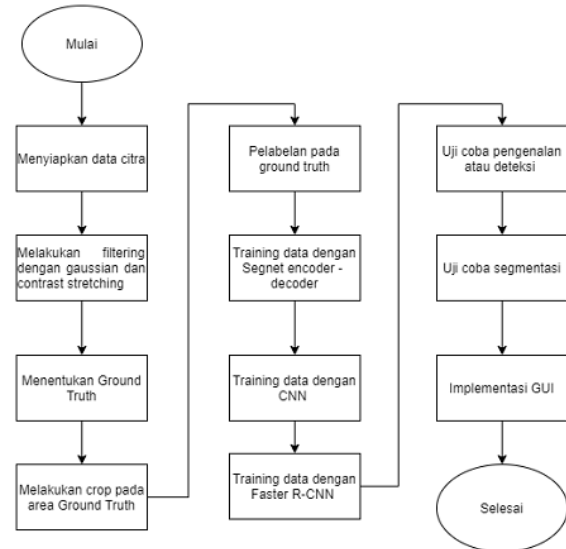 Mulai
Menyiapkan data citra
Melakukan filtering
dengan gaussian dan
contrast stretching
Menentukan Ground
Truth
Melakukan crop pada
area Ground Truth
Pelabelan pada
ground truth
Training data dengan
Segnet encoder -
decoder
Training data dengan
CNN
Training data dengan
Faster R-CNN
Uji coba pengenalan
atau deteksi
Uji coba segmentasi
Implementasi GUI
Selesai